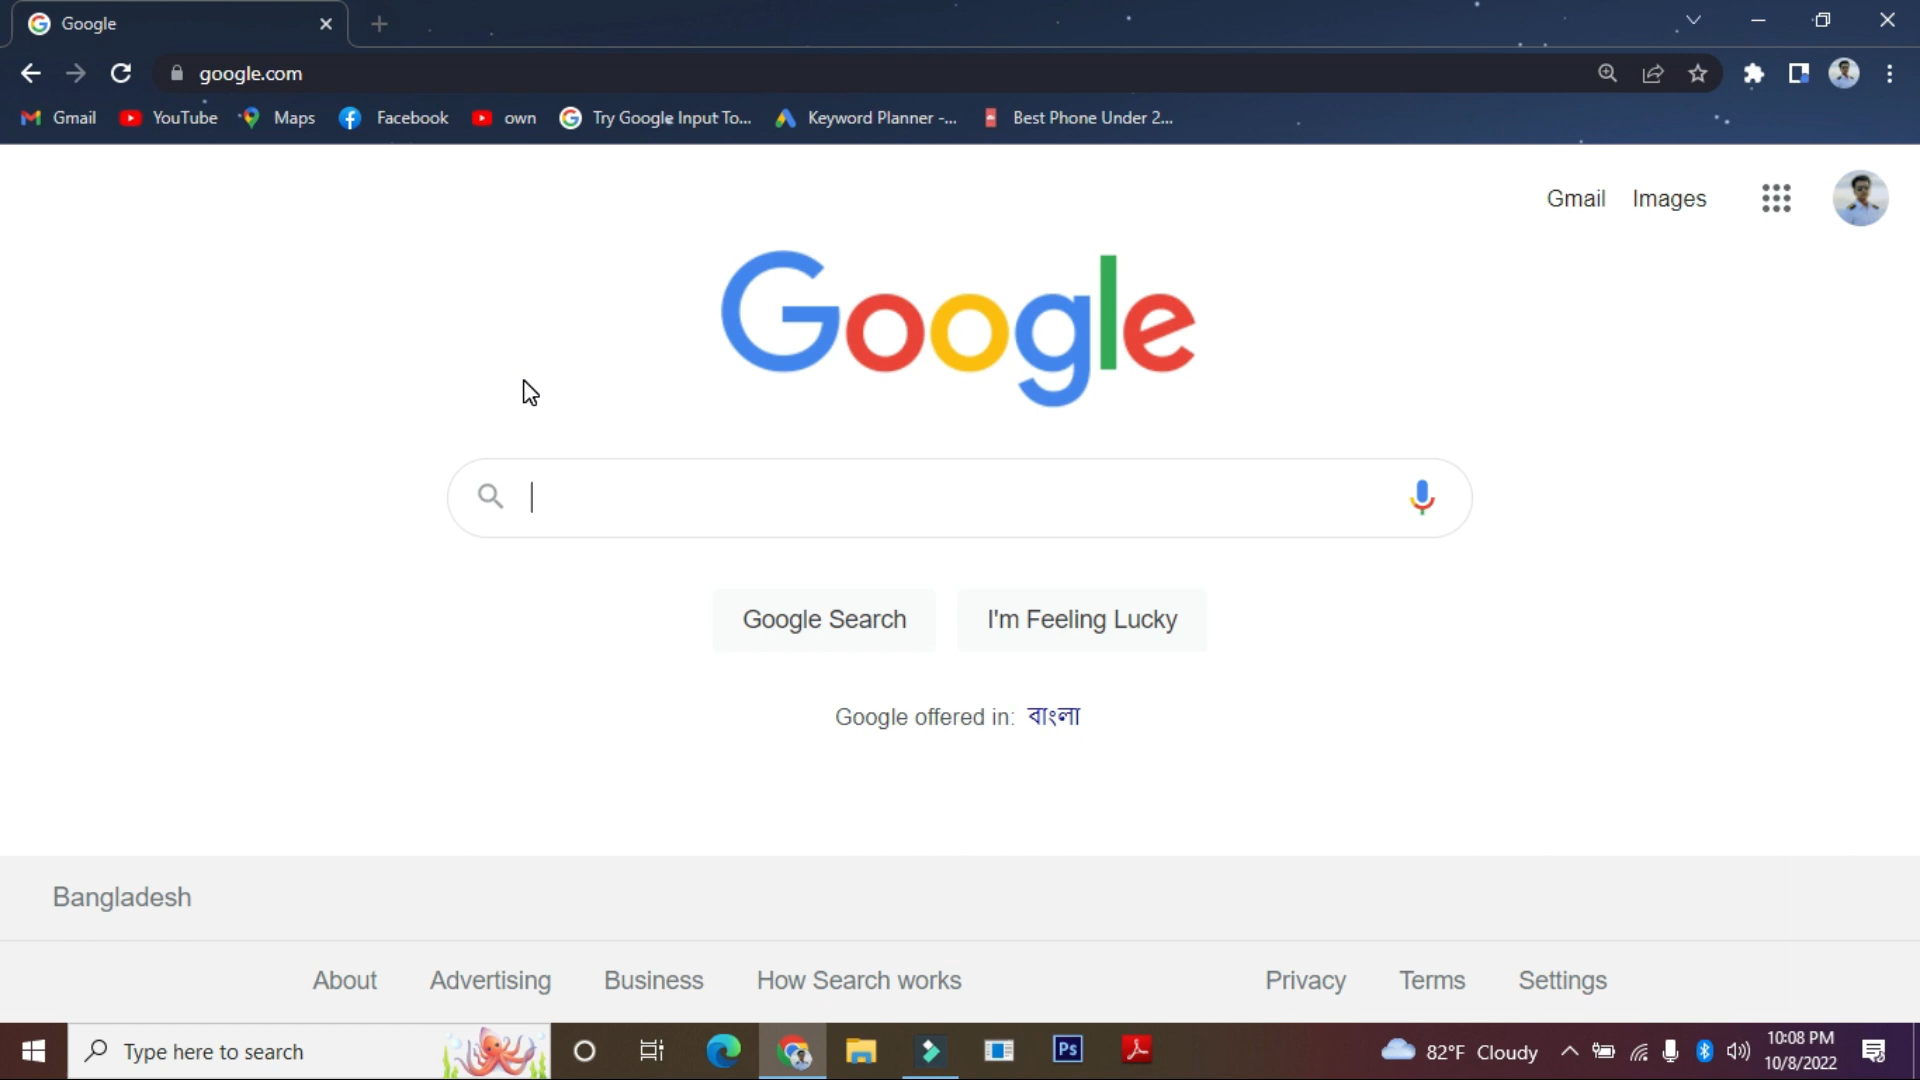 Google
google.com
Gmail YouTube Maps Facebook own Try Google Input To... Keyword Planner -... Best Phone Under 2...
Gmail Images
Google
Google Search I'm Feeling Lucky
Google offered in: বাংলা
Bangladesh
About Advertising Business How Search works Privacy Terms Settings
Type here to search Ps 82°F Cloudy 10:08 PM
10/8/2022